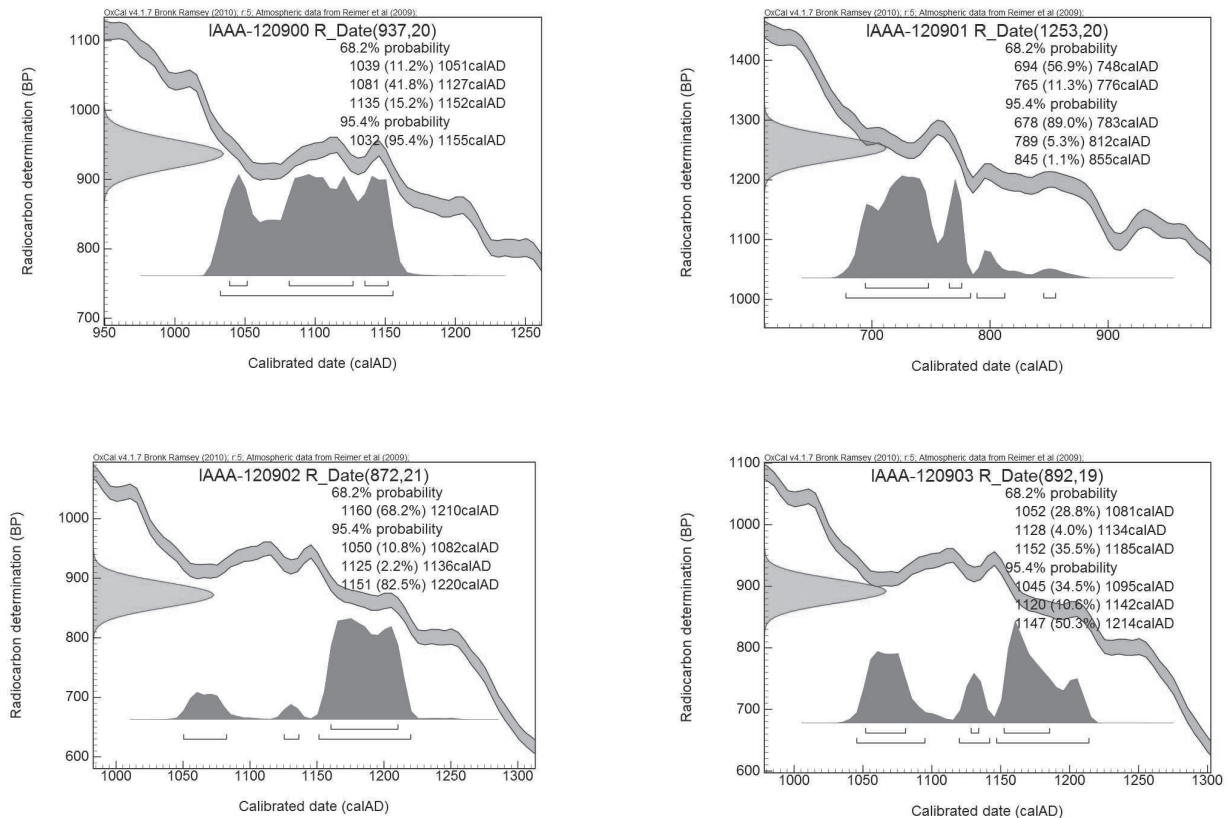 OxCal v4.1.7 Bronk Ramsey (2010); r:5; Atmospheric data from Reimer et al (2009);
IAAA-120900 R_Date(937,20)
68.2% probability
1039 (11.2%) 1051calAD
1081 (41.8%) 1127calAD
1135 (15.2%) 1152calAD
95.4% probability
1032 (95.4%) 1155calAD
Radiocarbon determination (BP)
1100
1000
900
800
700
950 1000 1050 1100 1150 1200 1250
Calibrated date (calAD)
OxCal v4.1.7 Bronk Ramsey (2010); r:5; Atmospheric data from Reimer et al (2009);
IAAA-120901 R_Date(1253,20)
68.2% probability
694 (56.9%) 748calAD
765 (11.3%) 776calAD
95.4% probability
678 (89.0%) 783calAD
789 (5.3%) 812calAD
845 (1.1%) 855calAD
Radiocarbon determination (BP)
1400
1300
1200
1100
1000
700 800 900
Calibrated date (calAD)
OxCal v4.1.7 Bronk Ramsey (2010); r:5; Atmospheric data from Reimer et al (2009);
IAAA-120902 R_Date(872,21)
68.2% probability
1160 (68.2%) 1210calAD
95.4% probability
1050 (10.8%) 1082calAD
1125 (2.2%) 1136calAD
1151 (82.5%) 1220calAD
Radiocarbon determination (BP)
1000
900
800
700
600
1000 1050 1100 1150 1200 1250 1300
Calibrated date (calAD)
OxCal v4.1.7 Bronk Ramsey (2010); r:5; Atmospheric data from Reimer et al (2009);
IAAA-120903 R_Date(892,19)
68.2% probability
1052 (28.8%) 1081calAD
1128 (4.0%) 1134calAD
1152 (35.5%) 1185calAD
95.4% probability
1045 (34.5%) 1095calAD
1120 (10.6%) 1142calAD
1147 (50.3%) 1214calAD
Radiocarbon determination (BP)
1100
1000
900
800
700
600
1000 1050 1100 1150 1200 1250 1300
Calibrated date (calAD)